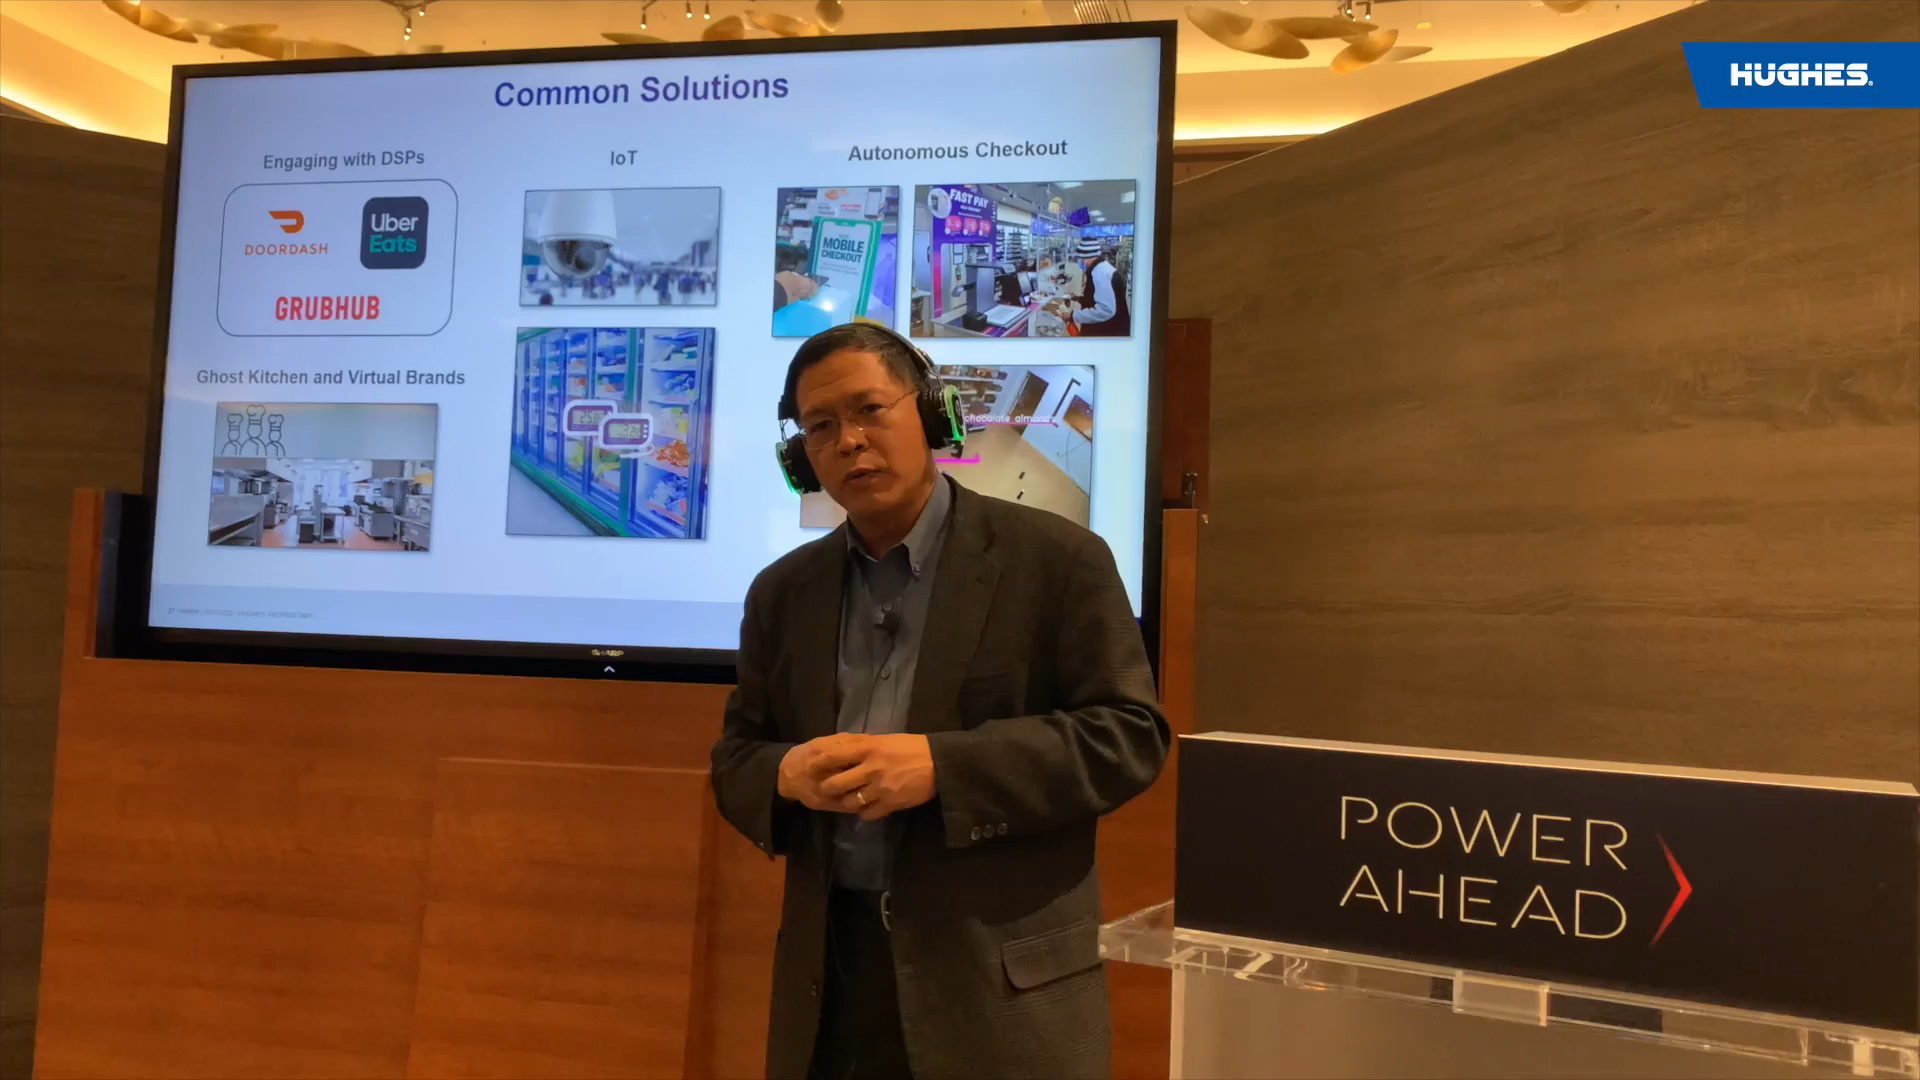 HUGHES
Common Solutions
Engaging with DSPs
IoT
Autonomous Checkout
DOORDASH
Uber
Eats
GRUBHUB
MOBILE
CHECKOUT
FAST PAY
Ghost Kitchen and Virtual Brands
chocolate almonds
SHARP
POWER
AHEAD